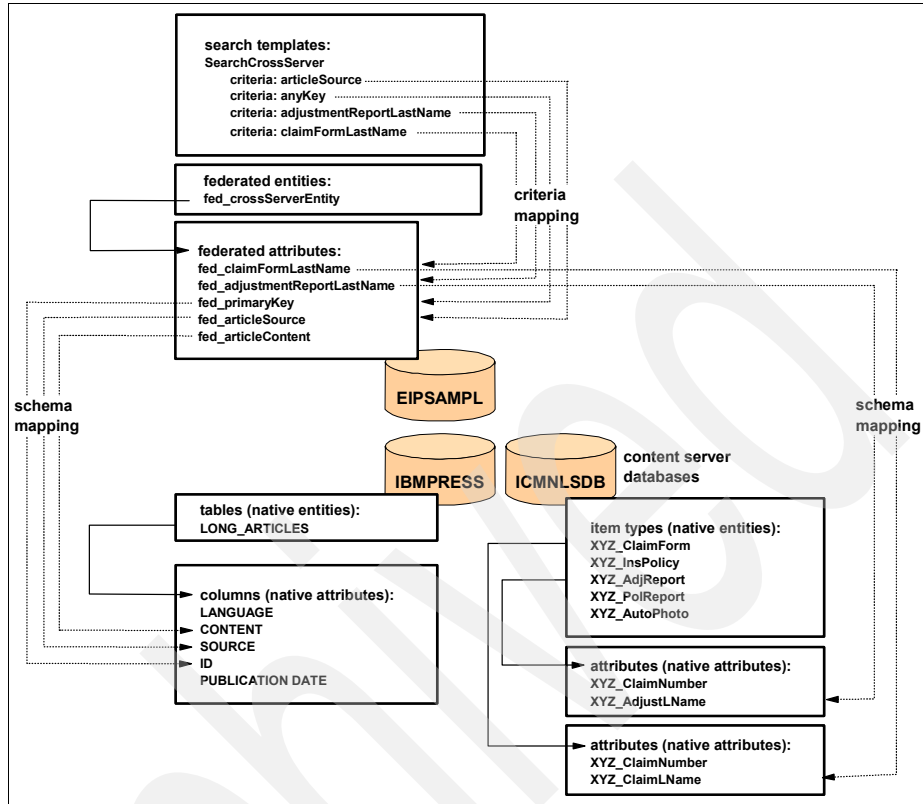 search templates:
SearchCrossServer
criteria: articleSource
criteria: anyKey
criteria: adjustmentReportLastName
criteria: claimFormLastName
federated entities:
fed_crossServerEntity
criteria
mapping
federated attributes:
fed_claimFormLastName
fed_adjustmentReportLastName
fed_primaryKey
fed_articleSource
fed_articleContent
EIPSAMPL
schema
mapping
schema
mapping
IBMPRESS
ICMNLSDB
content server
databases
tables (native entities):
LONG_ARTICLES
item types (native entities):
XYZ_ClaimForm
XYZ_InsPolicy
XYZ_AdjReport
XYZ_PolReport
XYZ_AutoPhoto
columns (native attributes):
LANGUAGE
CONTENT
SOURCE
ID
PUBLICATION DATE
attributes (native attributes):
XYZ_ClaimNumber
XYZ_AdjustLName
attributes (native attributes):
XYZ_ClaimNumber
XYZ_ClaimLName